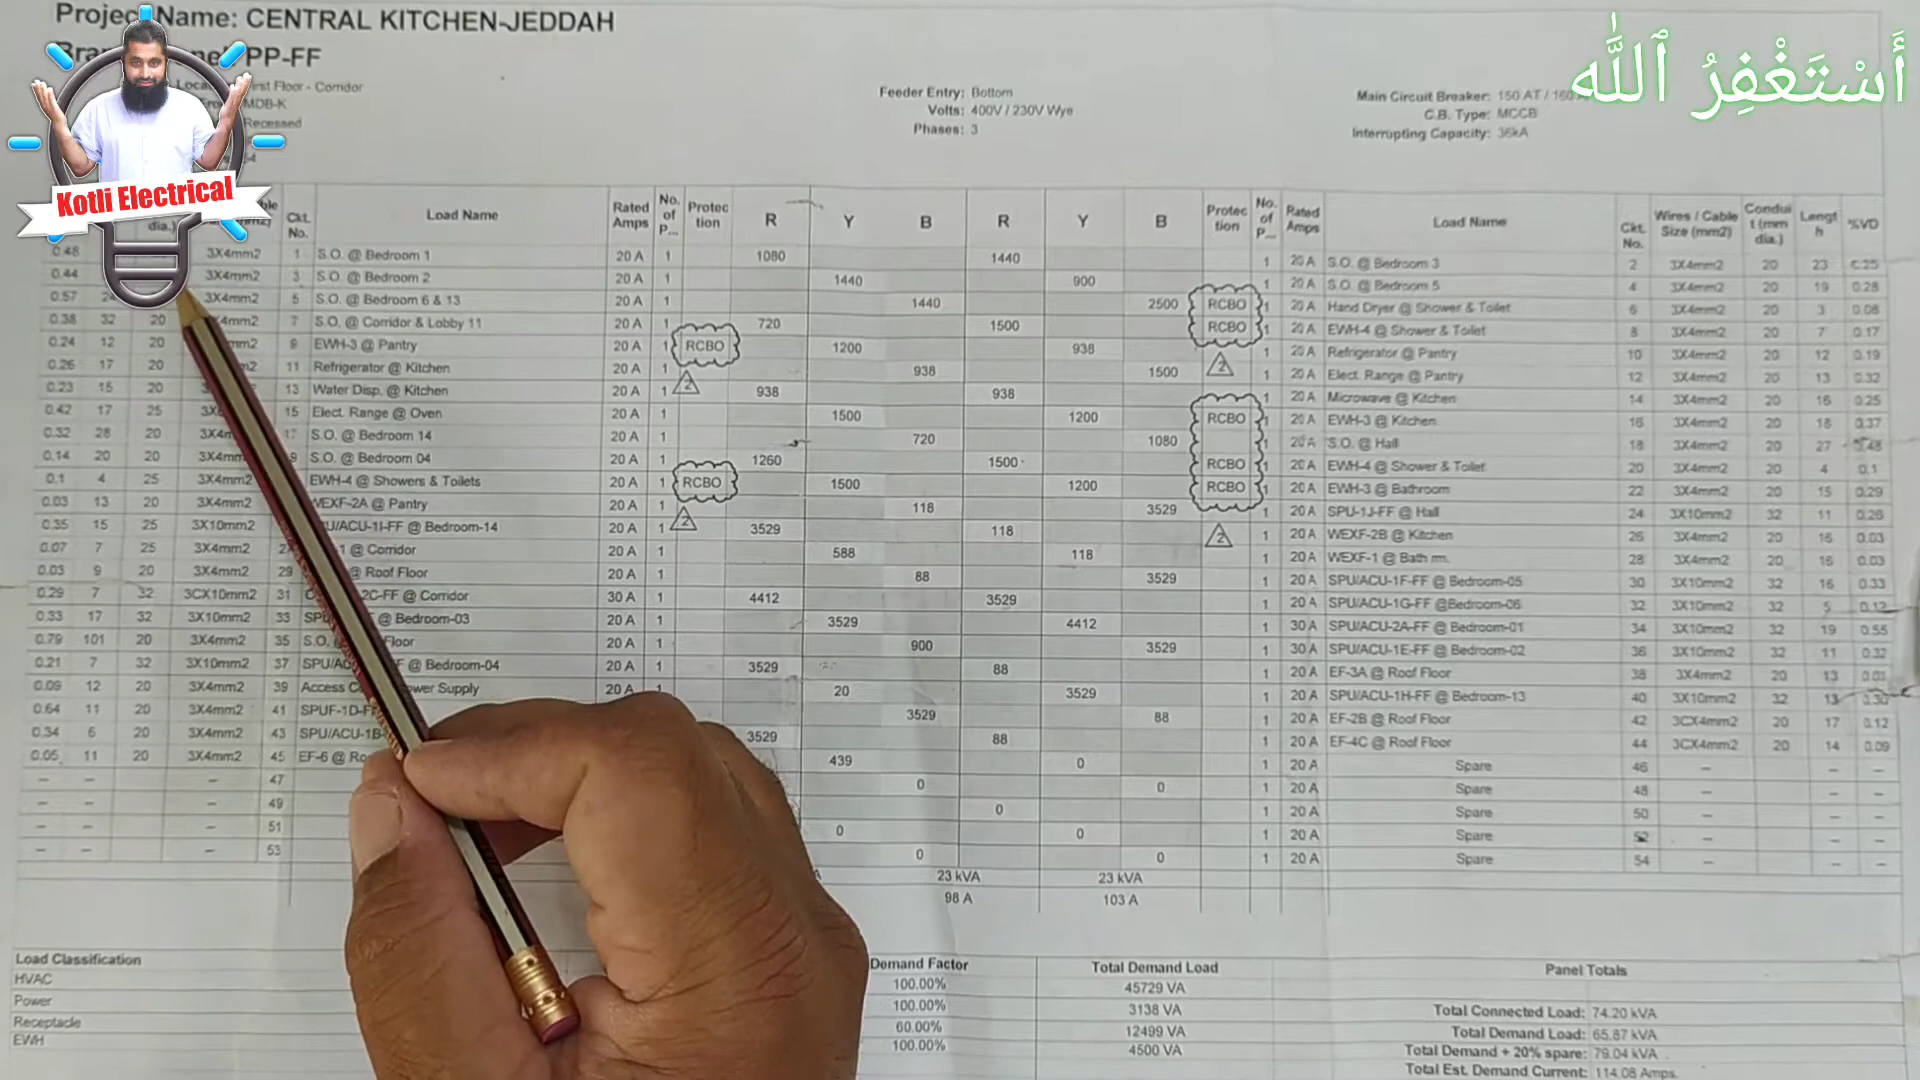 Project Name: CENTRAL KITCHEN-JEDDAH
PP-FF
أَسْتَغْفِرُ ٱللَّٰه
Kotli Electrical
First Floor - Corridor
MDB-K
Recessed
Feeder Entry: Bottom
Volts: 400V / 230V Wye
Phases: 3
Main Circuit Breaker: 150 AT /
C.B. Type: MCCB
Interrupting Capacity: 36kA
dia.) Ckt. No. Load Name Rated Amps No. of P... Protec tion R Y B R Y B Protec tion No. of P... Rated Amps Load Name Ckt. No. Wires / Cable Size (mm2) Condui t (mm dia.) Lengt h %VD
0.48 3X4mm2 1 S.O. @ Bedroom 1 20 A 1 1080 1440 1 20 A S.O. @ Bedroom 3 2 3X4mm2 20 23 0.25
0.44 3X4mm2 3 S.O. @ Bedroom 2 20 A 1 1440 900 1 20 A S.O. @ Bedroom 5 4 3X4mm2 20 19 0.28
0.57 3X4mm2 5 S.O. @ Bedroom 6 & 13 20 A 1 1440 2500 RCBO 1 20 A Hand Dryer @ Shower & Toilet 6 3X4mm2 20 3 0.08
0.38 32 20 7 S.O. @ Corridor & Lobby 11 20 A 1 720 1500 RCBO 1 20 A EWH-4 @ Shower & Toilet 8 3X4mm2 20 7 0.17
0.24 12 20 9 EWH-3 @ Pantry 20 A 1 RCBO 1200 938 1 20 A Refrigerator @ Pantry 10 3X4mm2 20 12 0.19
0.26 17 20 11 Refrigerator @ Kitchen 20 A 1 938 1500 2 1 20 A Elect. Range @ Pantry 12 3X4mm2 20 13 0.32
0.23 15 20 13 Water Disp. @ Kitchen 20 A 1 2 938 938 1 20 A Microwave @ Kitchen 14 3X4mm2 20 16 0.25
0.42 17 25 15 Elect. Range @ Oven 20 A 1 1500 1200 RCBO 1 20 A EWH-3 @ Kitchen 16 3X4mm2 20 18 0.37
0.32 28 20 S.O. @ Bedroom 14 20 A 1 720 1080 1 20 A S.O. @ Hall 18 3X4mm2 20 27 0.48
0.14 20 20 3X4mm S.O. @ Bedroom 04 20 A 1 1260 1500 RCBO 1 20 A EWH-4 @ Shower & Toilet 20 3X4mm2 20 4 0.1
0.1 4 25 3X4mm2 EWH-4 @ Showers & Toilets 20 A 1 RCBO 1500 1200 RCBO 1 20 A EWH-3 @ Bathroom 22 3X4mm2 20 15 0.29
0.03 13 20 3X4mm2 WEXF-2A @ Pantry 20 A 1 118 3529 1 20 A SPU-1J-FF @ Hall 24 3X10mm2 32 11 0.26
0.35 15 25 3X10mm2 U/ACU-1I-FF @ Bedroom-14 20 A 1 2 3529 118 2 1 20 A WEXF-2B @ Kitchen 26 3X4mm2 20 16 0.03
0.07 7 25 3X4mm2 @ Corridor 20 A 1 588 118 1 20 A WEXF-1 @ Bath rm. 28 3X4mm2 20 16 0.03
0.03 9 20 3X4mm2 29 @ Roof Floor 20 A 1 88 3529 1 20 A SPU/ACU-1F-FF @ Bedroom-05 30 3X10mm2 32 16 0.33
0.29 7 32 3CX10mm2 31 2C-FF @ Corridor 30 A 1 4412 3529 1 20 A SPU/ACU-1G-FF @Bedroom-06 32 3X10mm2 32 5 0.12
0.33 17 32 3X10mm2 33 @ Bedroom-03 20 A 1 3529 4412 1 30 A SPU/ACU-2A-FF @ Bedroom-01 34 3X10mm2 32 19 0.55
0.79 101 20 3X4mm2 35 S.O. Floor 20 A 1 900 3529 1 30 A SPU/ACU-1E-FF @ Bedroom-02 36 3X10mm2 32 11 0.32
0.21 7 32 3X10mm2 37 @ Bedroom-04 20 A 1 3529 88 1 20 A EF-3A @ Roof Floor 38 3X4mm2 20 13
0.09 12 20 3X4mm2 39 Access Power Supply 20 A 20 3529 1 20 A SPU/ACU-1H-FF @ Bedroom-13 40 3X10mm2 32 13 0.30
0.64 11 20 3X4mm2 41 SPUF-1D-F 3529 88 1 20 A EF-2B @ Roof Floor 42 3CX4mm2 20 17 0.12
0.34 6 20 3X4mm2 43 SPU/ACU-1B- 3529 88 1 20 A EF-4C @ Roof Floor 44 3CX4mm2 20 14 0.09
0.05 11 20 3X4mm2 45 EF-6 @ Ro 439 0 1 20 A Spare 46 – – –
– – – 47 0 0 1 20 A Spare 48 – – –
– – – 49 0 1 20 A Spare 50 – – –
– – – 51 0 0 1 20 A Spare 52 – – –
– – – 53 0 0 1 20 A Spare 54 – – –
A 23 kVA 23 kVA
98 A 103 A
Load Classification Demand Factor Total Demand Load Panel Totals
HVAC 100.00% 45729 VA
Power 100.00% 3138 VA Total Connected Load: 74.20 kVA
Receptacle 60.00% 12499 VA Total Demand Load: 65.87 kVA
EWH 100.00% 4500 VA Total Demand + 20% spare: 79.04 kVA
Total Est. Demand Current: 114.08 Amps.